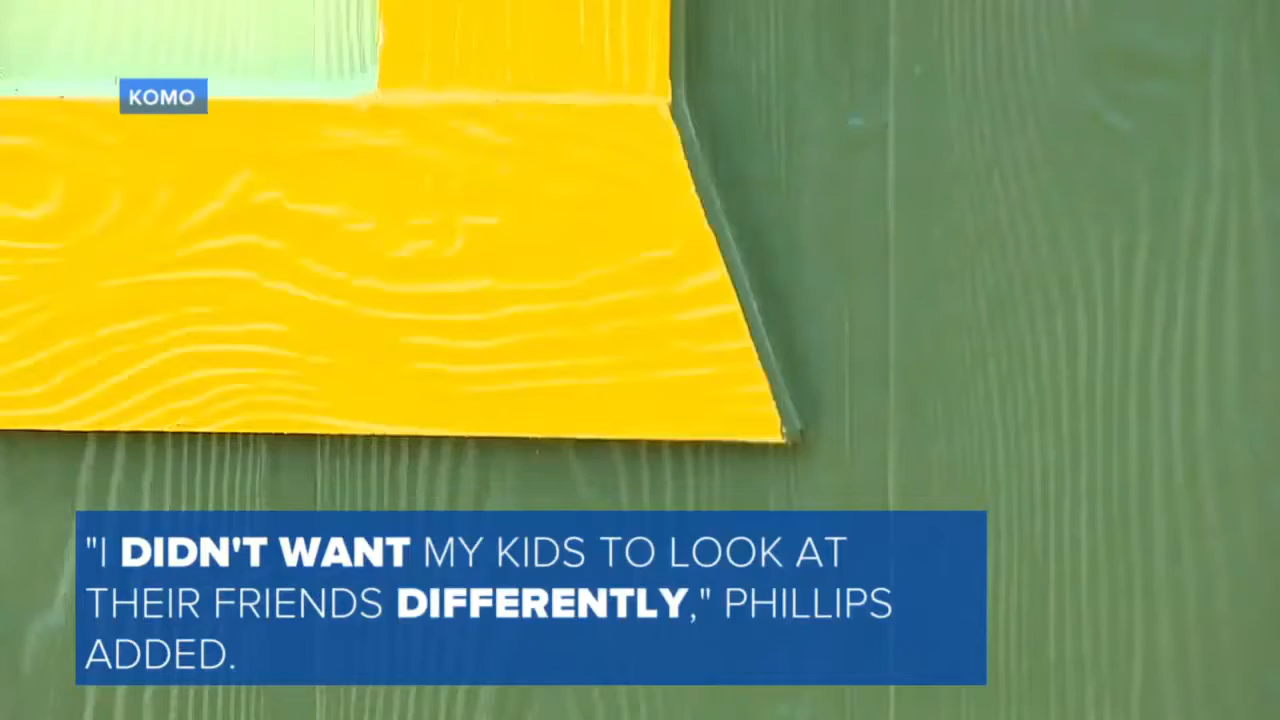 KOMO
"I DIDN'T WANT MY KIDS TO LOOK AT
THEIR FRIENDS DIFFERENTLY," PHILLIPS
ADDED.